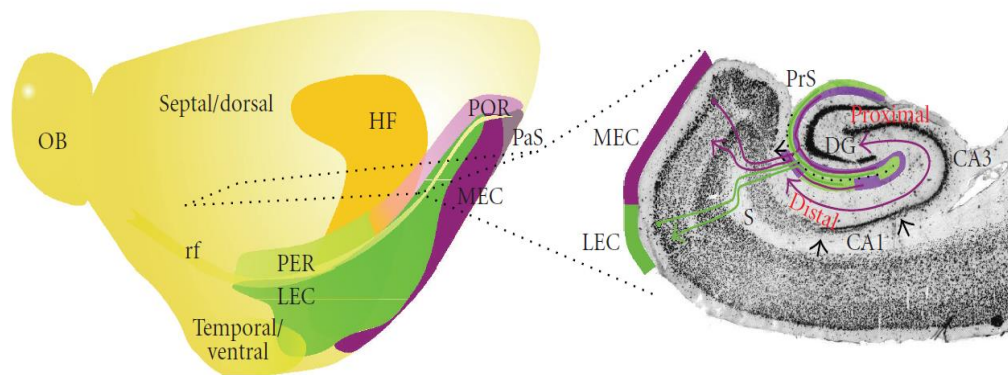 Septal/dorsal
OB
HF
POR
PaS
MEC
rf
PER
LEC
Temporal/
ventral
PrS
MEC
Proximal
DG
CA3
Distal
S
LEC
CA1